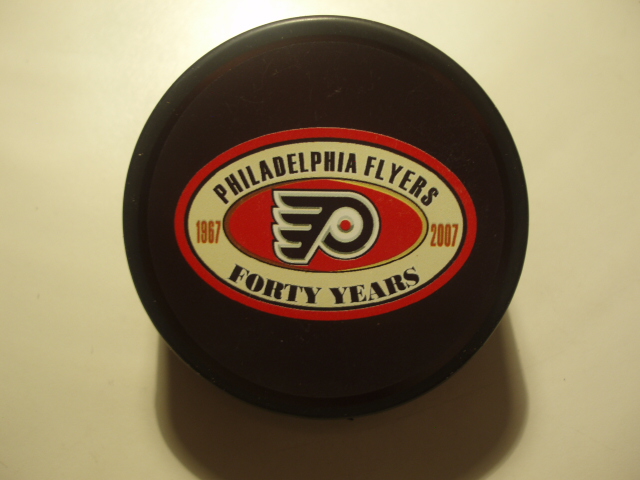 PHILADELPHIA FLYERS
1967 2007
FORTY YEARS